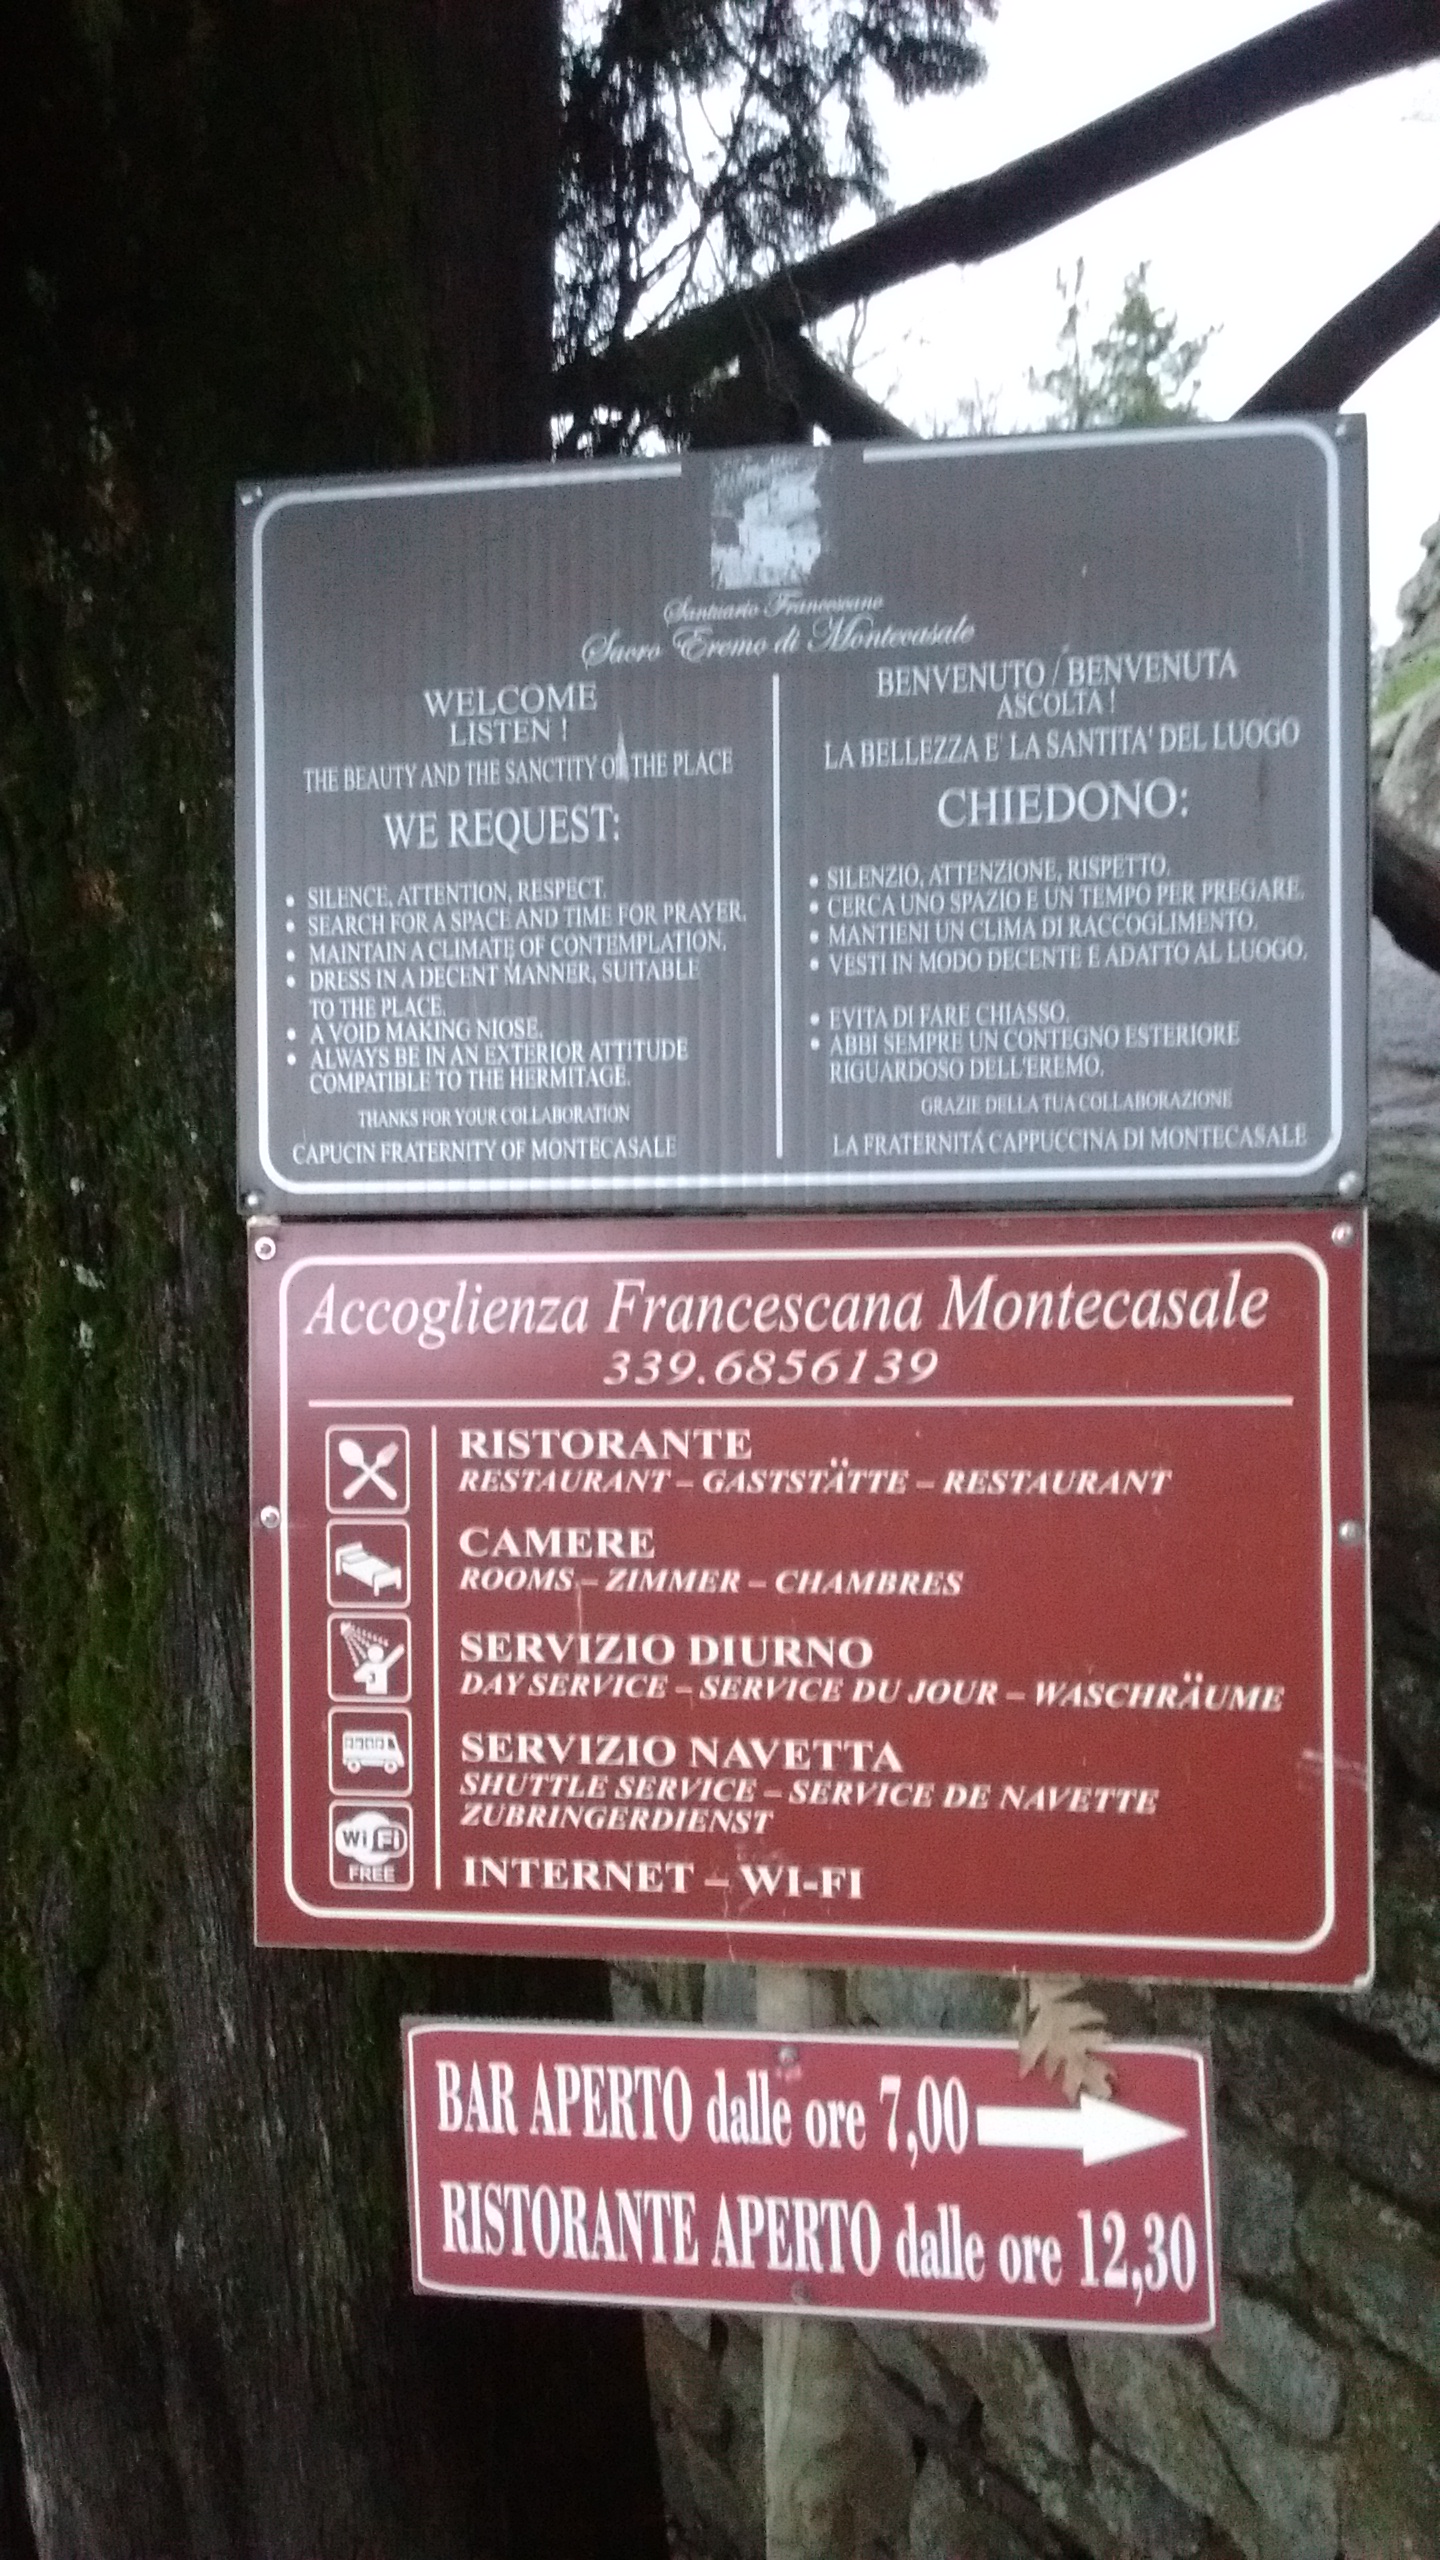 Santuario Francescano
Sacro Eremo di Montecasale
WELCOME
LISTEN !
THE BEAUTY AND THE SANCTITY OF THE PLACE
WE REQUEST:
• SILENCE, ATTENTION, RESPECT.
• SEARCH FOR A SPACE AND TIME FOR PRAYER.
• MAINTAIN A CLIMATE OF CONTEMPLATION.
• DRESS IN A DECENT MANNER, SUITABLE
TO THE PLACE.
• A VOID MAKING NIOSE.
• ALWAYS BE IN AN EXTERIOR ATTITUDE
COMPATIBLE TO THE HERMITAGE.
THANKS FOR YOUR COLLABORATION
CAPUCIN FRATERNITY OF MONTECASALE
BENVENUTO / BENVENUTA
ASCOLTA !
LA BELLEZZA E' LA SANTITA' DEL LUOGO
CHIEDONO:
• SILENZIO, ATTENZIONE, RISPETTO.
• CERCA UNO SPAZIO E UN TEMPO PER PREGARE.
• MANTIENI UN CLIMA DI RACCOGLIMENTO.
• VESTI IN MODO DECENTE E ADATTO AL LUOGO.
• EVITA DI FARE CHIASSO.
• ABBI SEMPRE UN CONTEGNO ESTERIORE
RIGUARDOSO DELL'EREMO.
GRAZIE DELLA TUA COLLABORAZIONE
LA FRATERNITÁ CAPPUCCINA DI MONTECASALE
Accoglienza Francescana Montecasale
339.6856139
RISTORANTE
RESTAURANT – GASTSTÄTTE – RESTAURANT
CAMERE
ROOMS – ZIMMER – CHAMBRES
SERVIZIO DIURNO
DAY SERVICE – SERVICE DU JOUR – WASCHRÄUME
SERVIZIO NAVETTA
SHUTTLE SERVICE – SERVICE DE NAVETTE
ZUBRINGERDIENST
Wi Fi
FREE
INTERNET – WI-FI
BAR APERTO dalle ore 7,00
RISTORANTE APERTO dalle ore 12,30